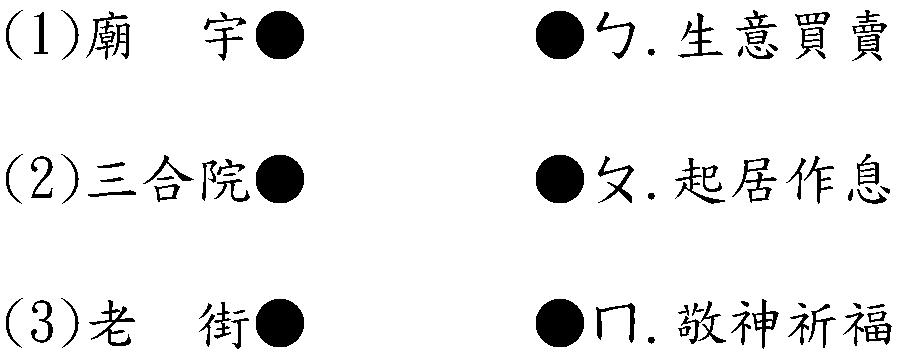 (1)廟　宇● ●ㄅ.生意買賣
(2)三合院● ●ㄆ.起居作息
(3)老　街● ●ㄇ.敬神祈福